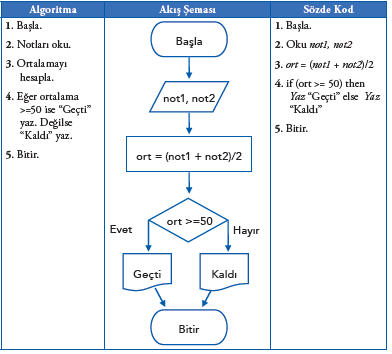 Algoritma
1. Başla.
2. Notları oku.
3. Ortalamayı
hesapla.
4. Eğer ortalama
>=50 ise “Geçti”
yaz. Değilse
“Kaldı” yaz.
5. Bitir.
Akış Şeması
Başla
not1, not2
ort = (not1 + not2)/2
ort >=50
Evet
Hayır
Geçti
Kaldı
Bitir
Sözde Kod
1. Başla.
2. Oku not1, not2
3. ort = (not1 + not2)/2
4. if (ort >= 50) then
Yaz “Geçti” else Yaz
“Kaldı”
5. Bitir.